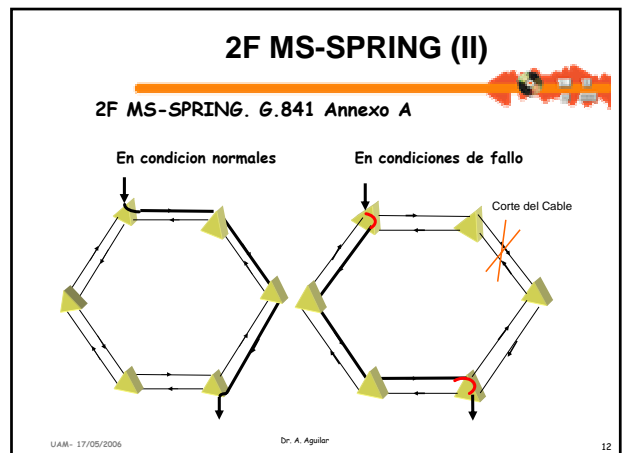 2F MS-SPRING (II)
2F MS-SPRING. G.841 Annexo A
En condicion normales
En condiciones de fallo
Corte del Cable
UAM- 17/05/2006
Dr. A. Aguilar
12